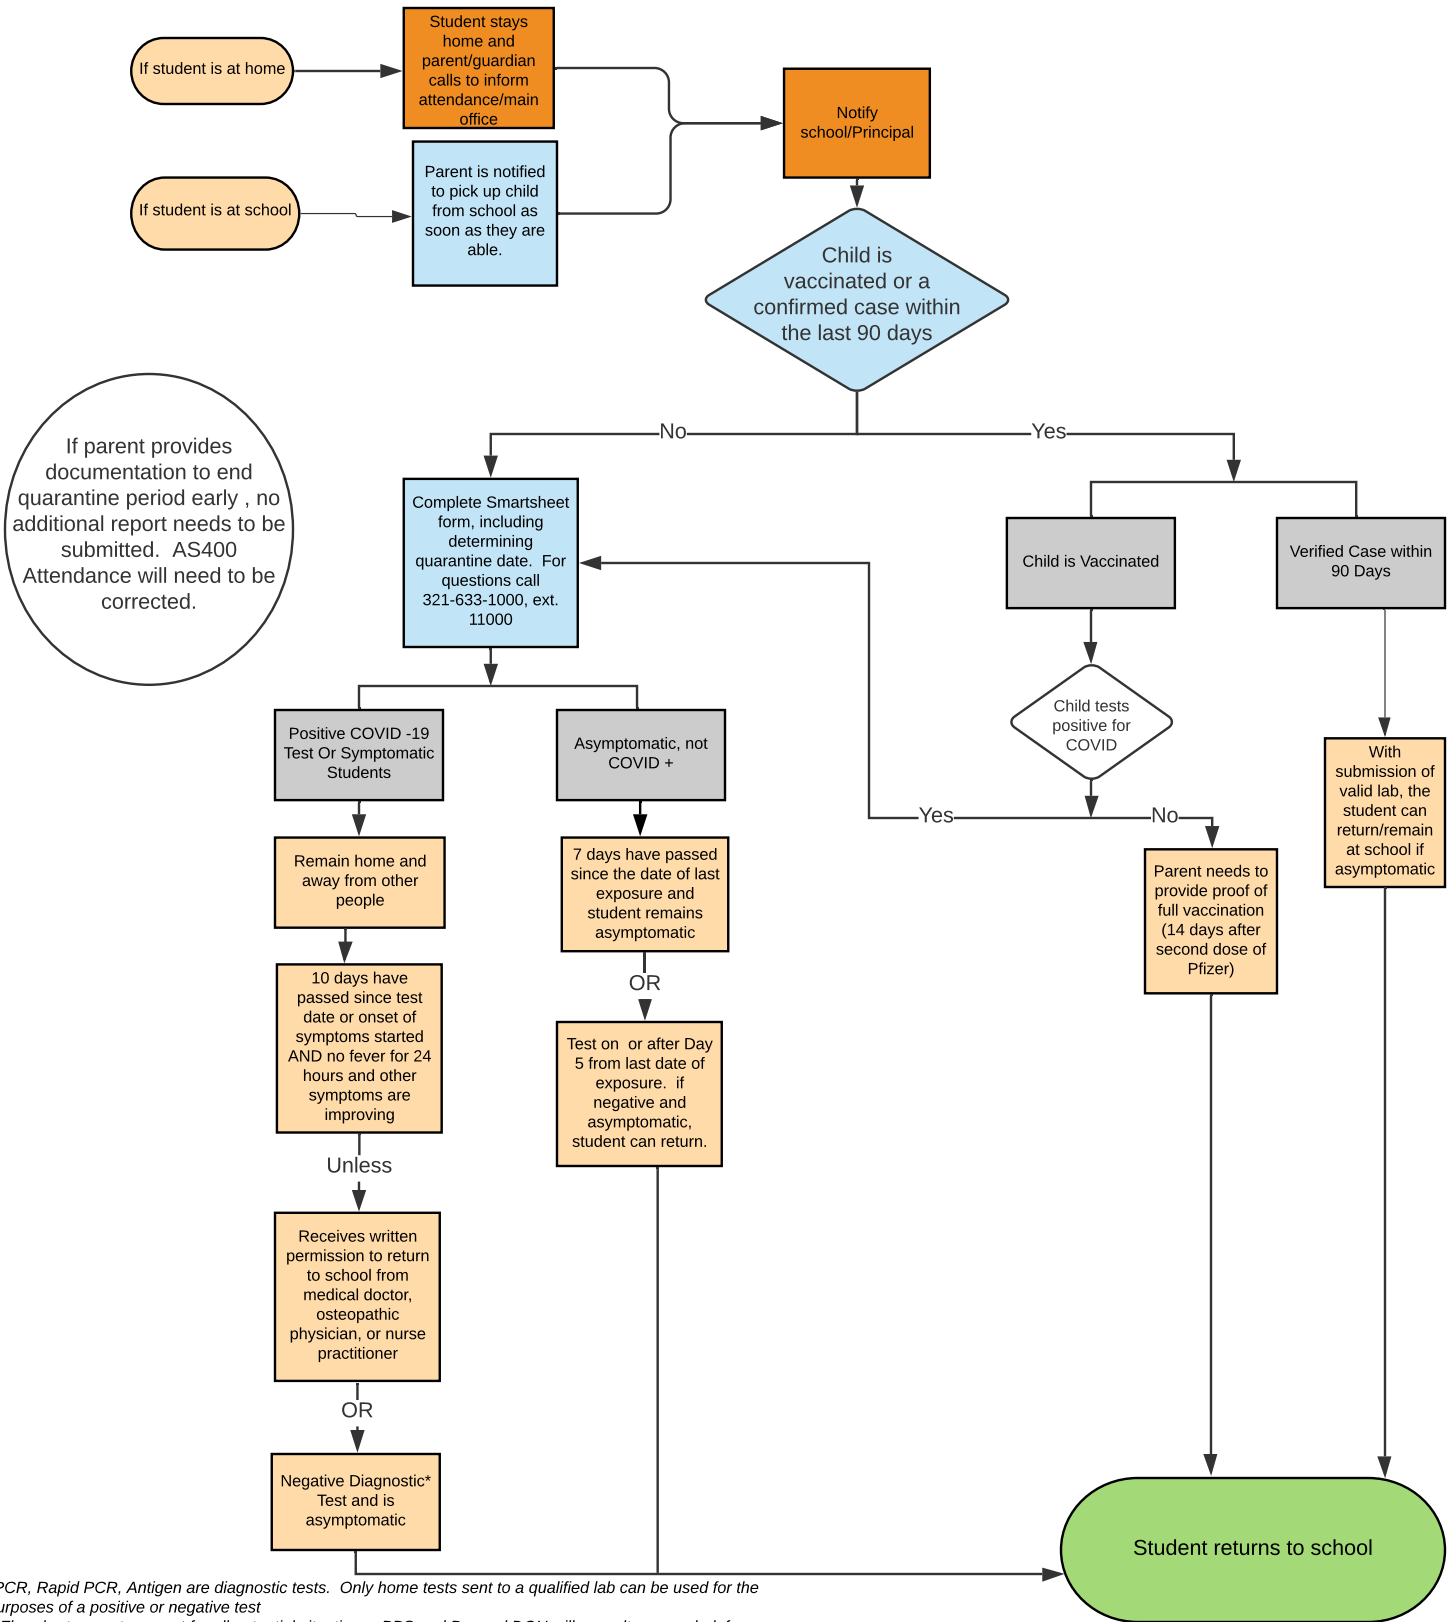 If student is at home
Student stays
home and
parent/guardian
calls to inform
attendance/main
office
Notify
school/Principal
If student is at school
Parent is notified
to pick up child
from school as
soon as they are
able.
Child is
vaccinated or a
confirmed case within
the last 90 days
No
Yes
If parent provides
documentation to end
quarantine period early , no
additional report needs to be
submitted.  AS400
Attendance will need to be
corrected.
Complete Smartsheet
form, including
determining
quarantine date.  For
questions call
321-633-1000, ext.
11000
Child is Vaccinated
Verified Case within
90 Days
Child tests
positive for
COVID
Positive COVID -19
Test Or Symptomatic
Students
Asymptomatic, not
COVID +
With
submission of
valid lab, the
student can
return/remain
at school if
asymptomatic
Yes
No
Remain home and
away from other
people
7 days have passed
since the date of last
exposure and
student remains
asymptomatic
Parent needs to
provide proof of
full vaccination
(14 days after
second dose of
Pfizer)
10 days have
passed since test
date or onset of
symptoms started
AND no fever for 24
hours and other
symptoms are
improving
OR
Test on  or after Day
5 from last date of
exposure.  if
negative and
asymptomatic,
student can return.
Unless
Receives written
permission to return
to school from
medical doctor,
osteopathic
physician, or nurse
practitioner
OR
Negative Diagnostic*
Test and is
asymptomatic
Student returns to school
PCR, Rapid PCR, Antigen are diagnostic tests.  Only home tests sent to a qualified lab can be used for the
urposes of a positive or negative test